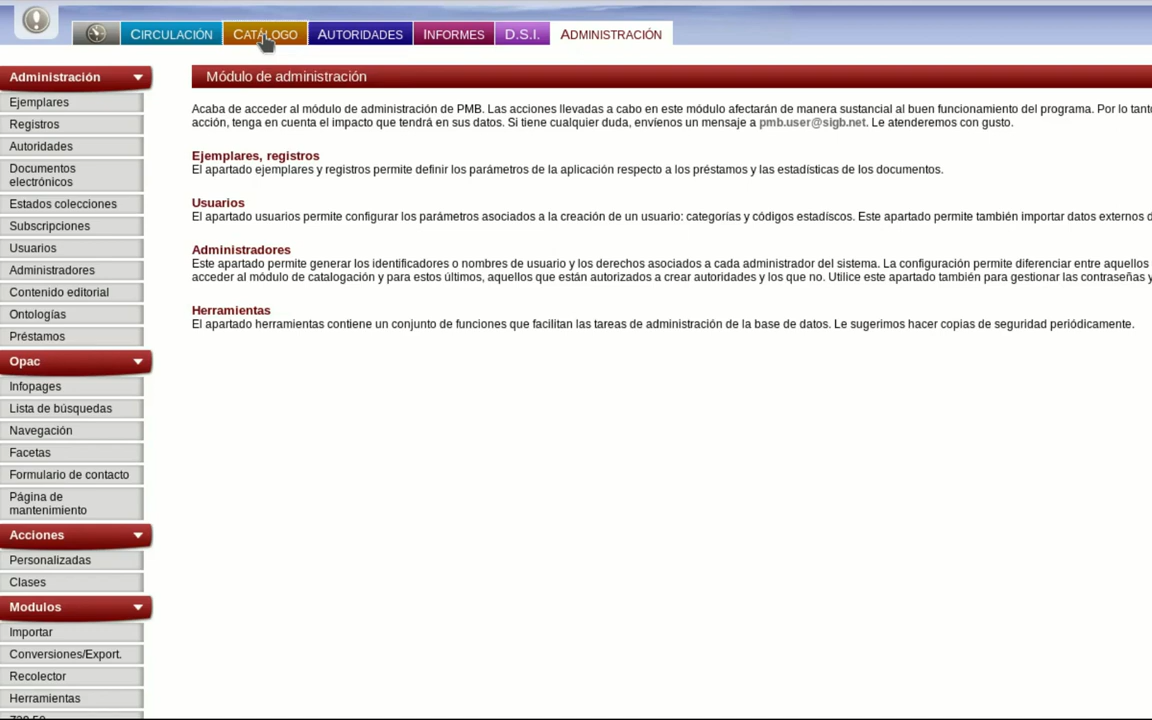 CIRCULACIÓN CATÁLOGO AUTORIDADES INFORMES D.S.I. ADMINISTRACIÓN
Administración
Ejemplares
Registros
Autoridades
Documentos
electrónicos
Estados colecciones
Subscripciones
Usuarios
Administradores
Contenido editorial
Ontologías
Préstamos
Opac
Infopages
Lista de búsquedas
Navegación
Facetas
Formulario de contacto
Página de
mantenimiento
Acciones
Personalizadas
Clases
Modulos
Importar
Conversiones/Export.
Recolector
Herramientas
Módulo de administración
Acaba de acceder al módulo de administración de PMB. Las acciones llevadas a cabo en este módulo afectarán de manera sustancial al buen funcionamiento del programa. Por lo tant
acción, tenga en cuenta el impacto que tendrá en sus datos. Si tiene cualquier duda, envíenos un mensaje a pmb.user@sigb.net. Le atenderemos con gusto.
Ejemplares, registros
El apartado ejemplares y registros permite definir los parámetros de la aplicación respecto a los préstamos y las estadísticas de los documentos.
Usuarios
El apartado usuarios permite configurar los parámetros asociados a la creación de un usuario: categorías y códigos estadíscos. Este apartado permite también importar datos externos d
Administradores
Este apartado permite generar los identificadores o nombres de usuario y los derechos asociados a cada administrador del sistema. La configuración permite diferenciar entre aquellos
acceder al módulo de catalogación y para estos últimos, aquellos que están autorizados a crear autoridades y los que no. Utilice este apartado también para gestionar las contraseñas y
Herramientas
El apartado herramientas contiene un conjunto de funciones que facilitan las tareas de administración de la base de datos. Le sugerimos hacer copias de seguridad periódicamente.